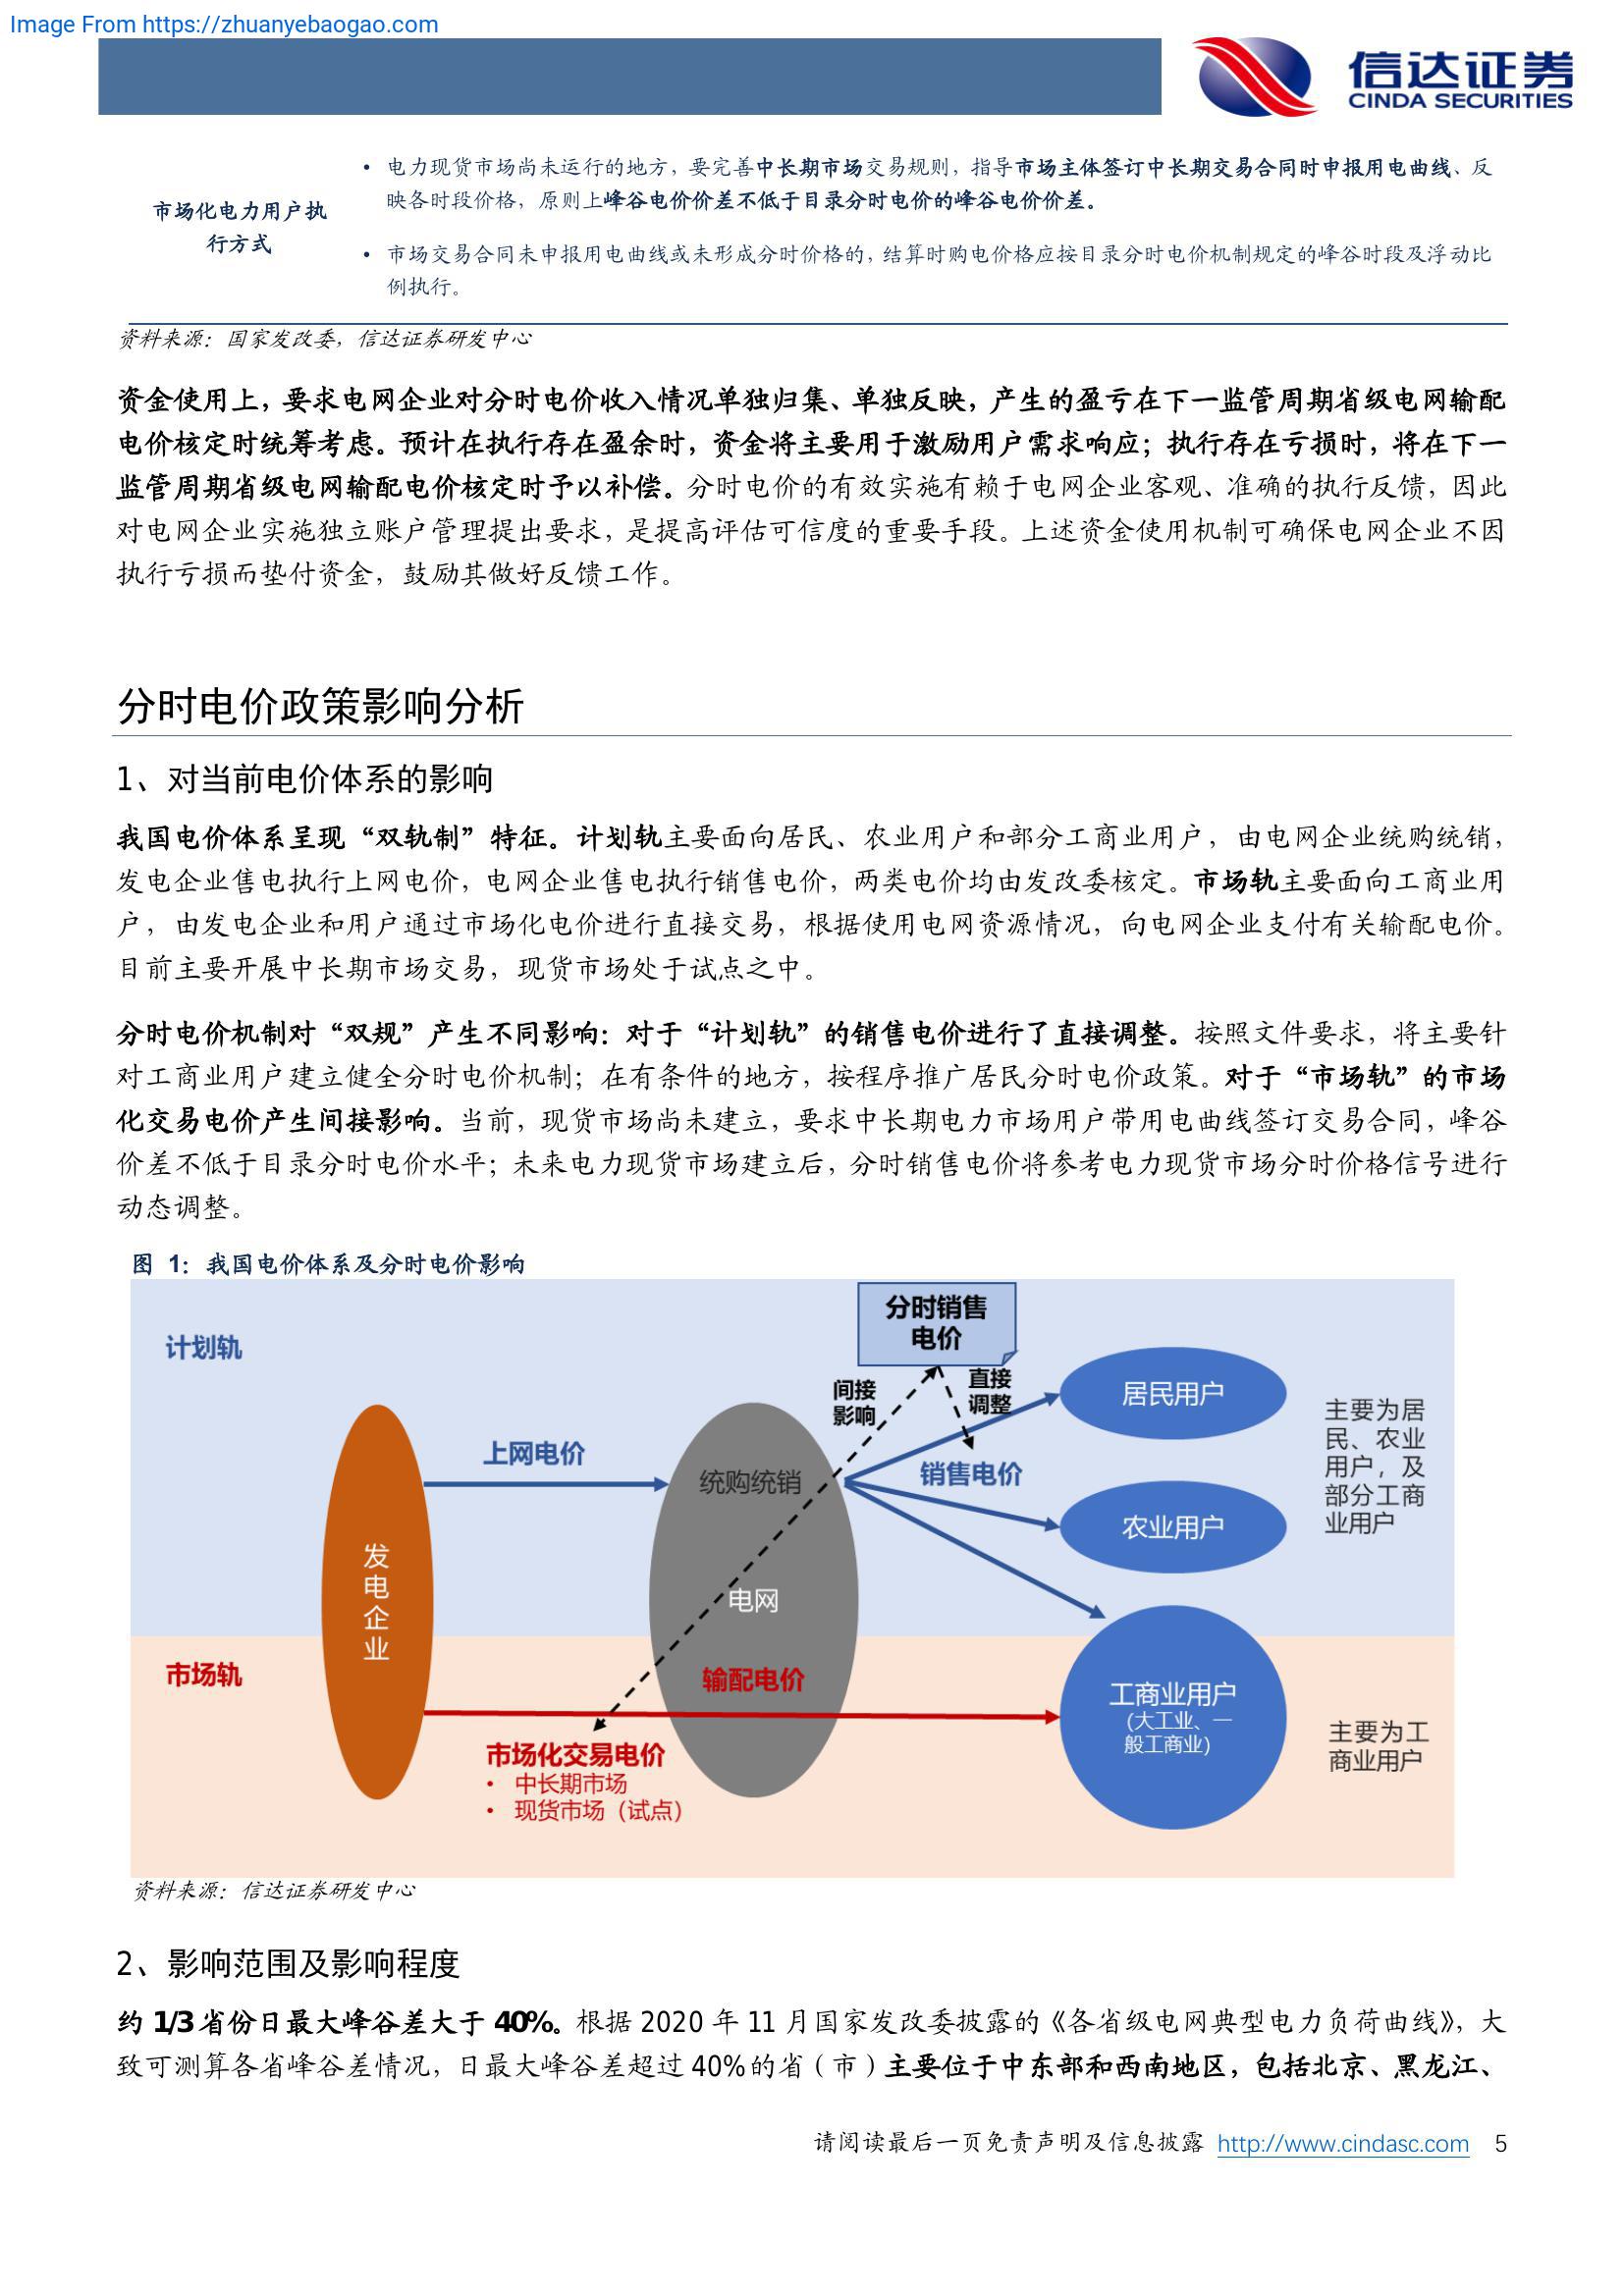 Image From https://zhuanyebaogao.com
信达证券
CINDA SECURITIES
市场化电力用户执
行方式
• 电力现货市场尚未运行的地方，要完善中长期市场交易规则，指导市场主体签订中长期交易合同时申报用电曲线、反
映各时段价格，原则上峰谷电价价差不低于目录分时电价的峰谷电价价差。
• 市场交易合同未申报用电曲线或未形成分时价格的，结算时购电价格应按目录分时电价机制规定的峰谷时段及浮动比
例执行。
资料来源：国家发改委，信达证券研发中心
资金使用上，要求电网企业对分时电价收入情况单独归集、单独反映，产生的盈亏在下一监管周期省级电网输配
电价核定时统筹考虑。预计在执行存在盈余时，资金将主要用于激励用户需求响应；执行存在亏损时，将在下一
监管周期省级电网输配电价核定时予以补偿。分时电价的有效实施有赖于电网企业客观、准确的执行反馈，因此
对电网企业实施独立账户管理提出要求，是提高评估可信度的重要手段。上述资金使用机制可确保电网企业不因
执行亏损而垫付资金，鼓励其做好反馈工作。
分时电价政策影响分析
1、对当前电价体系的影响
我国电价体系呈现“双轨制”特征。计划轨主要面向居民、农业用户和部分工商业用户，由电网企业统购统销，
发电企业售电执行上网电价，电网企业售电执行销售电价，两类电价均由发改委核定。市场轨主要面向工商业用
户，由发电企业和用户通过市场化电价进行直接交易，根据使用电网资源情况，向电网企业支付有关输配电价。
目前主要开展中长期市场交易，现货市场处于试点之中。
分时电价机制对“双规”产生不同影响：对于“计划轨”的销售电价进行了直接调整。按照文件要求，将主要针
对工商业用户建立健全分时电价机制；在有条件的地方，按程序推广居民分时电价政策。对于“市场轨”的市场
化交易电价产生间接影响。当前，现货市场尚未建立，要求中长期电力市场用户带用电曲线签订交易合同，峰谷
价差不低于目录分时电价水平；未来电力现货市场建立后，分时销售电价将参考电力现货市场分时价格信号进行
动态调整。
图 1：我国电价体系及分时电价影响
计划轨
分时销售
电价
间接
影响
直接
调整
上网电价
统购统销
销售电价
居民用户
农业用户
主要为居
民、农业
用户，及
部分工商
业用户
发
电
企
业
电网
市场轨
输配电价
市场化交易电价
• 中长期市场
• 现货市场（试点）
工商业用户
（大工业、一
般工商业）
主要为工
商业用户
资料来源：信达证券研发中心
2、影响范围及影响程度
约 1/3 省份日最大峰谷差大于 40%。根据 2020 年 11 月国家发改委披露的《各省级电网典型电力负荷曲线》，大
致可测算各省峰谷差情况，日最大峰谷差超过 40%的省（市）主要位于中东部和西南地区，包括北京、黑龙江、
请阅读最后一页免责声明及信息披露 http://www.cindasc.com 5